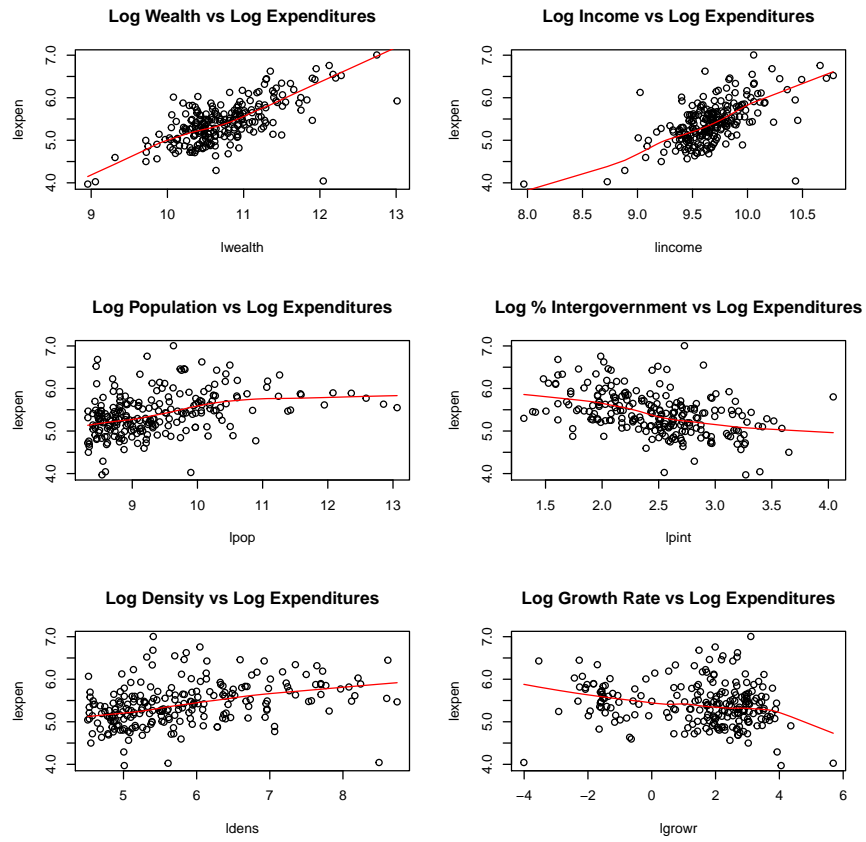 Log Wealth vs Log Expenditures
lexpen
4.0 5.0 6.0 7.0
9 10 11 12 13
lwealth
Log Income vs Log Expenditures
lexpen
4.0 5.0 6.0 7.0
8.0 8.5 9.0 9.5 10.0 10.5
lincome
Log Population vs Log Expenditures
lexpen
4.0 5.0 6.0 7.0
9 10 11 12 13
lpop
Log % Intergovernment vs Log Expenditures
lexpen
4.0 5.0 6.0 7.0
1.5 2.0 2.5 3.0 3.5 4.0
lpint
Log Density vs Log Expenditures
lexpen
4.0 5.0 6.0 7.0
5 6 7 8
ldens
Log Growth Rate vs Log Expenditures
lexpen
4.0 5.0 6.0 7.0
−4 −2 0 2 4 6
lgrowr